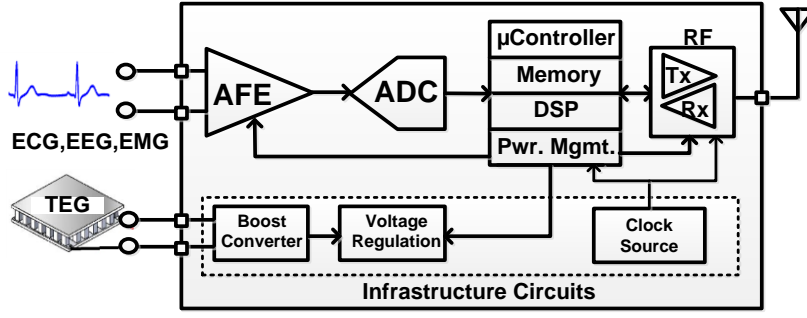 µController
Memory
DSP
Pwr. Mgmt.
RF
Tx
Rx
AFE
ADC
ECG,EEG,EMG
TEG
Boost
Converter
Voltage
Regulation
Clock
Source
Infrastructure Circuits